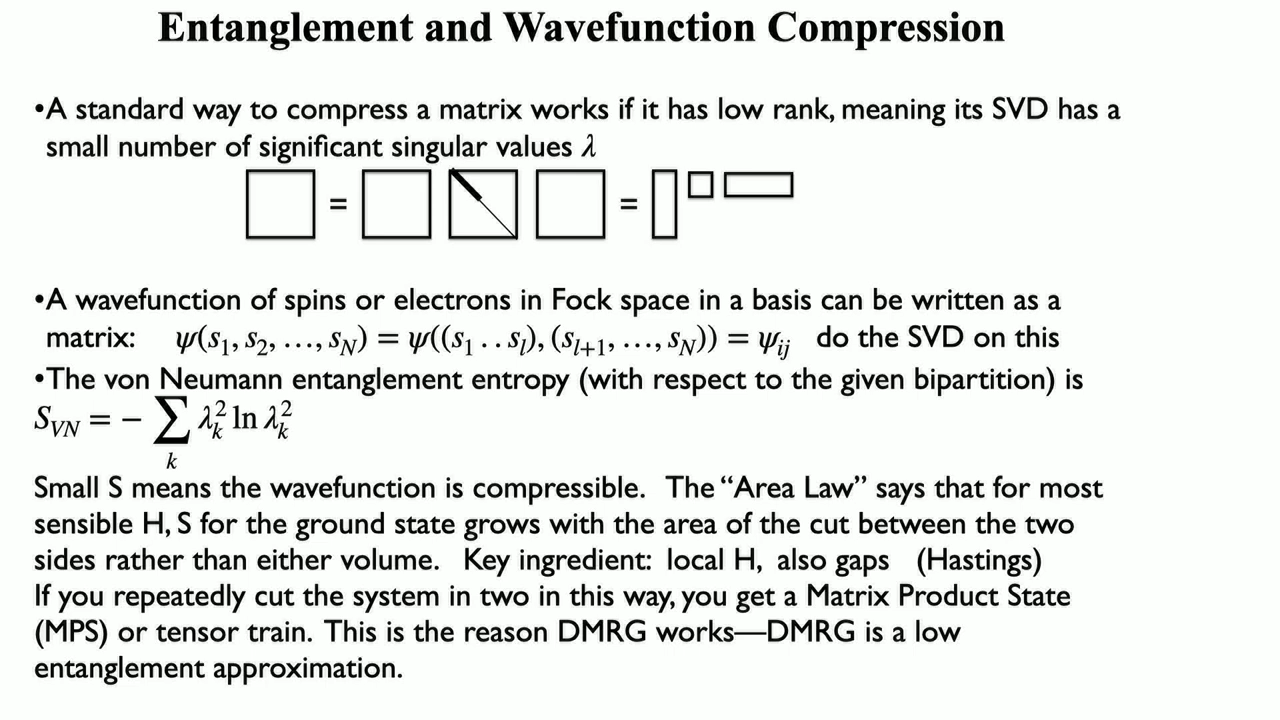 Entanglement and Wavefunction Compression
•A standard way to compress a matrix works if it has low rank, meaning its SVD has a
small number of significant singular values λ
= =
•A wavefunction of spins or electrons in Fock space in a basis can be written as a
matrix: ψ(s₁, s₂, …, s_N) = ψ((s₁ . . s_l), (s_{l+1}, …, s_N)) = ψ_{ij} do the SVD on this
•The von Neumann entanglement entropy (with respect to the given bipartition) is
S_{VN} = − ∑_k λ_k^2 ln λ_k^2
Small S means the wavefunction is compressible. The “Area Law” says that for most
sensible H, S for the ground state grows with the area of the cut between the two
sides rather than either volume. Key ingredient: local H, also gaps (Hastings)
If you repeatedly cut the system in two in this way, you get a Matrix Product State
(MPS) or tensor train. This is the reason DMRG works—DMRG is a low
entanglement approximation.